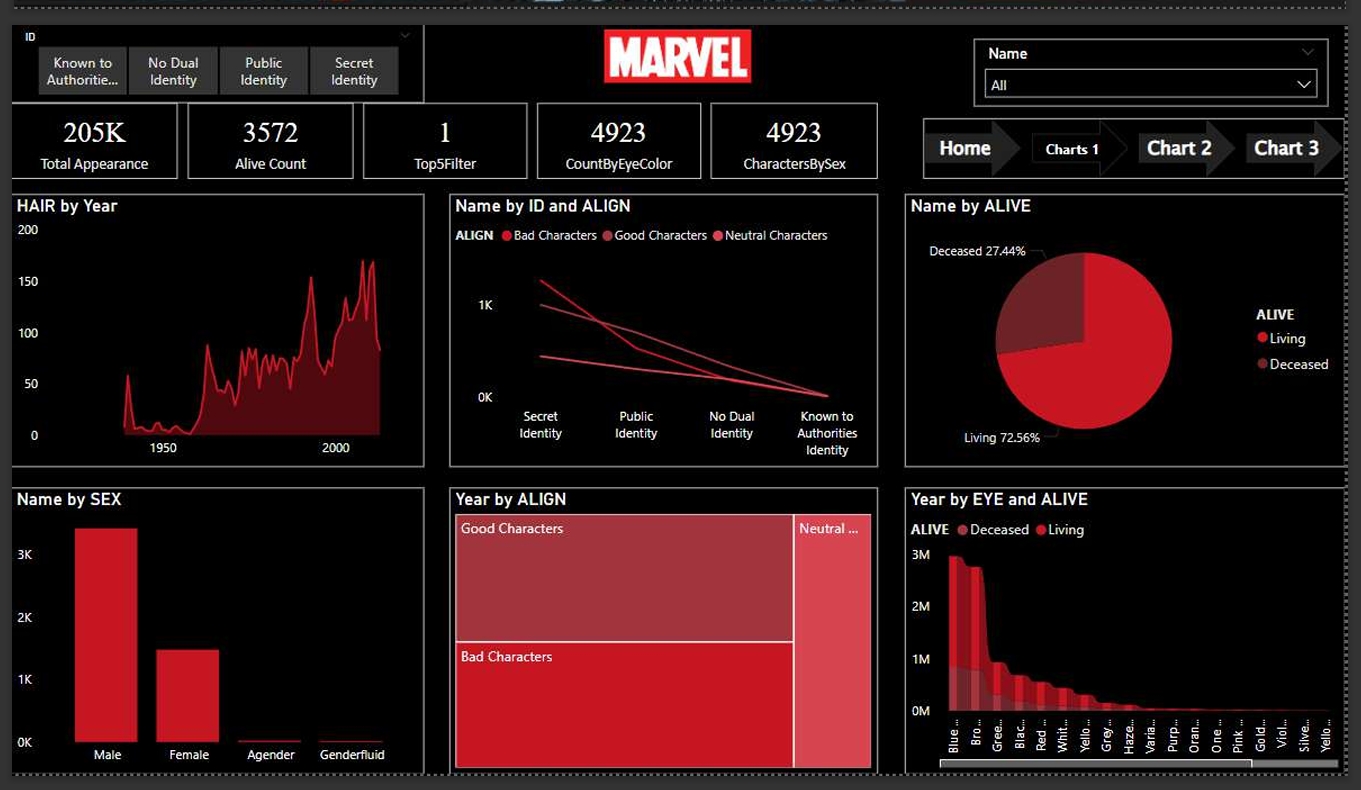 ID
Known to
Authoritie...
No Dual
Identity
Public
Identity
Secret
Identity
MARVEL
Name
All
205K
Total Appearance
3572
Alive Count
1
Top5Filter
4923
CountByEyeColor
4923
CharactersBySex
Home
Charts 1
Chart 2
Chart 3
HAIR by Year
200
150
100
50
0
1950
2000
Name by ID and ALIGN
ALIGN Bad Characters Good Characters Neutral Characters
1K
0K
Secret
Identity
Public
Identity
No Dual
Identity
Known to
Authorities
Identity
Name by ALIVE
Deceased 27.44%
Living 72.56%
ALIVE
Living
Deceased
Name by SEX
3K
2K
1K
0K
Male
Female
Agender
Genderfluid
Year by ALIGN
Good Characters
Neutral ...
Bad Characters
Year by EYE and ALIVE
ALIVE Deceased Living
3M
2M
1M
0M
Blue ...
Bro...
Gree...
Blac...
Red ...
Whit...
Yello...
Grey...
Haze...
Varia...
Purp...
Oran...
One ...
Pink ...
Gold...
Viol...
Silve...
Yello...